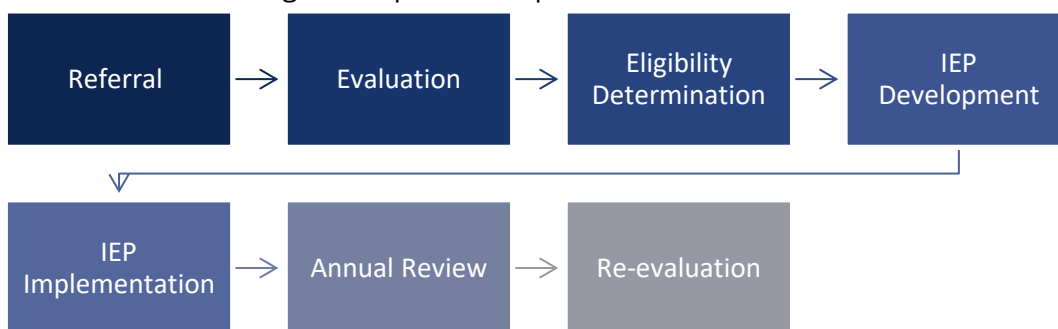 Referral
Evaluation
Eligibility
Determination
IEP
Development
IEP
Implementation
Annual Review
Re-evaluation